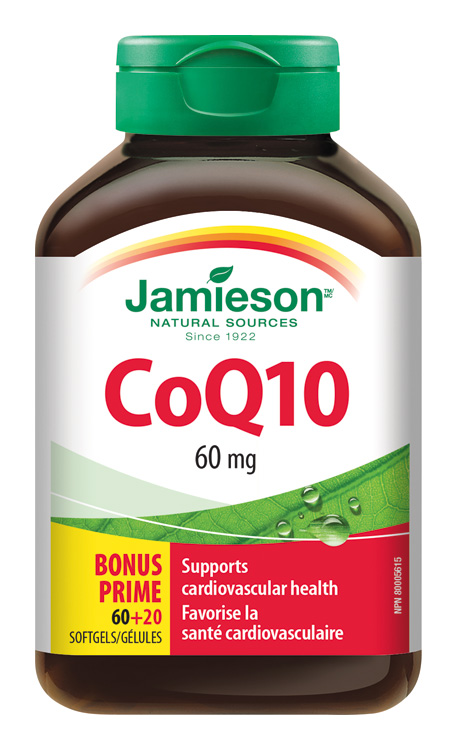 Jamieson TM/MC
NATURAL SOURCES
Since 1922
CoQ10
60 mg
BONUS
PRIME
60+20
SOFTGELS/GÉLULES
Supports
cardiovascular health
Favorise la
santé cardiovasculaire
NPN 80005615